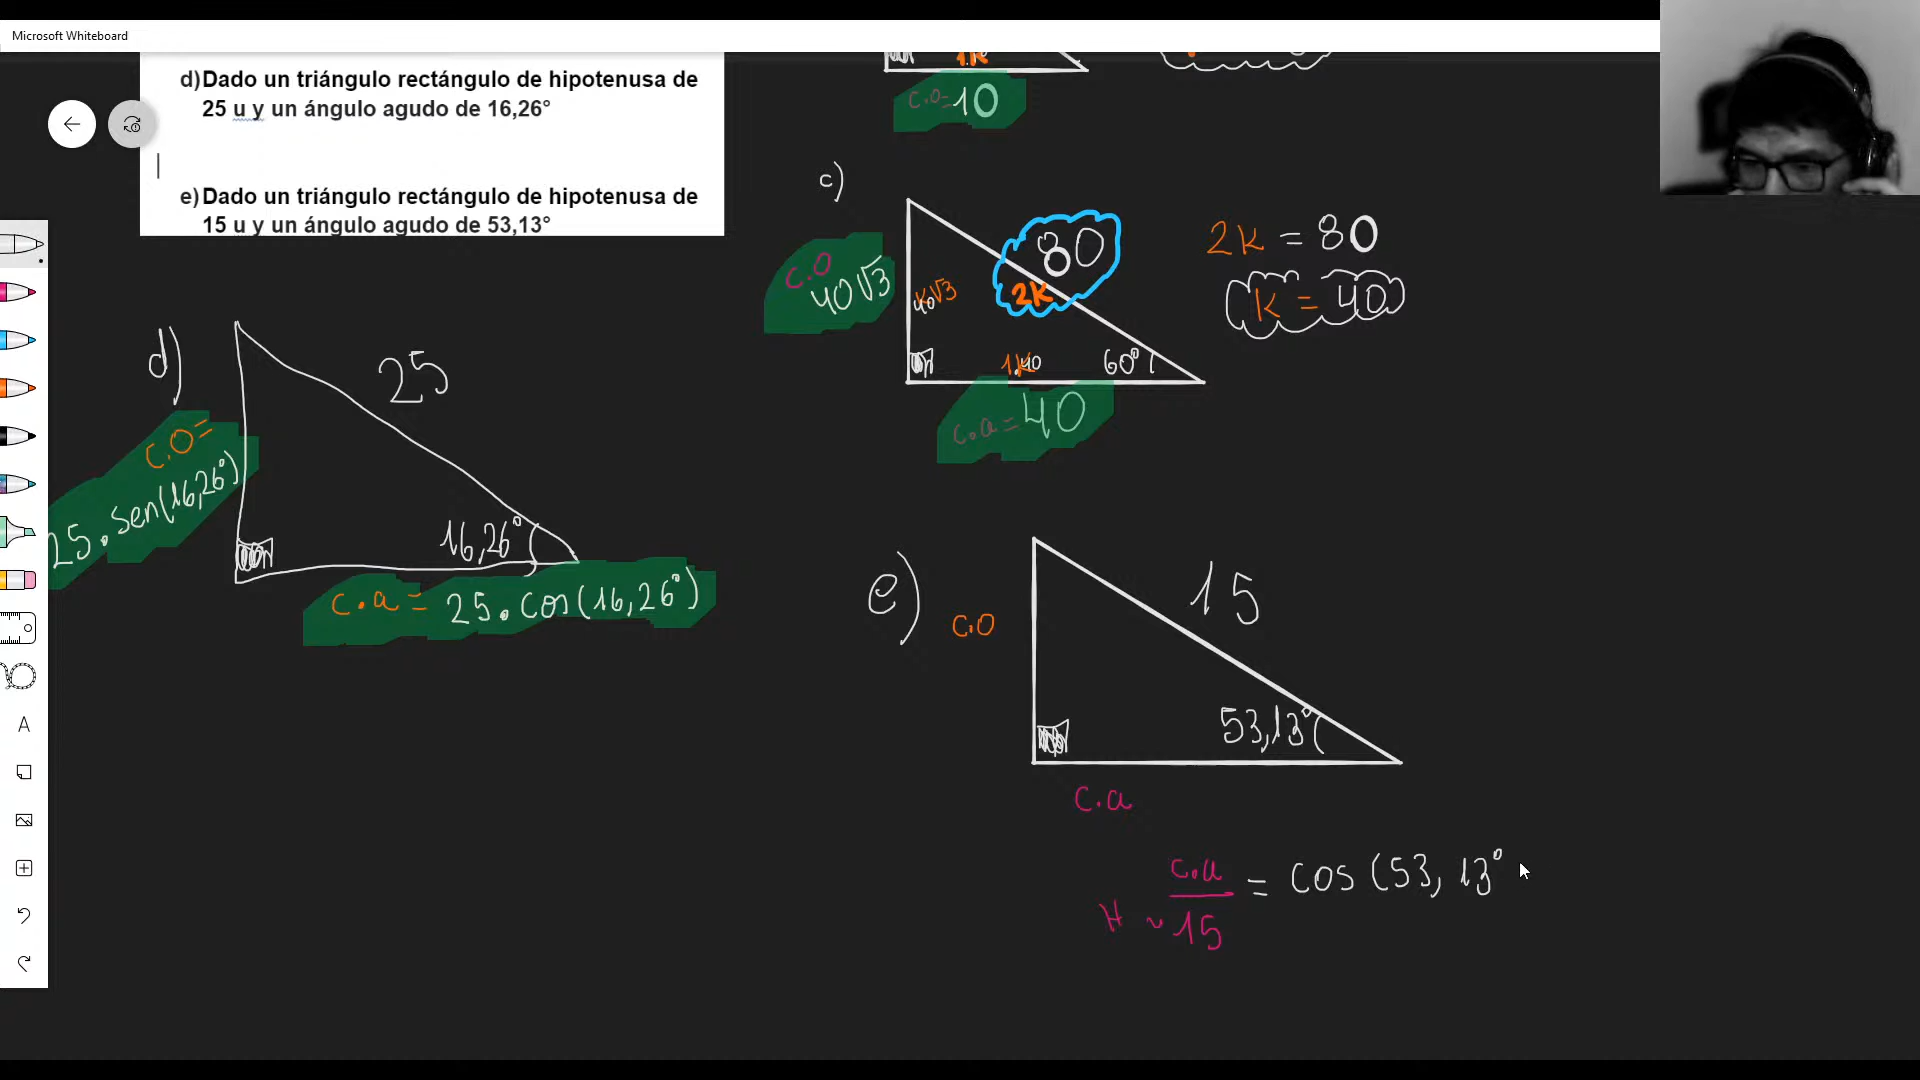 Microsoft Whiteboard
d)Dado un triángulo rectángulo de hipotenusa de
25 u y un ángulo agudo de 16,26°
e)Dado un triángulo rectángulo de hipotenusa de
15 u y un ángulo agudo de 53,13°
1.K
c.o=10
c)
80
2K
C.O
40√3
K√3
40
1.K 40
60°
c.a=40
2K = 80
K = 40
d)
25
C.O=
25.sen(16,26°)
16,26°
c.a= 25.cos(16,26°)
e)
15
C.O
53,13°
C.a
c.a
H ~ 15
= cos (53,13°
A